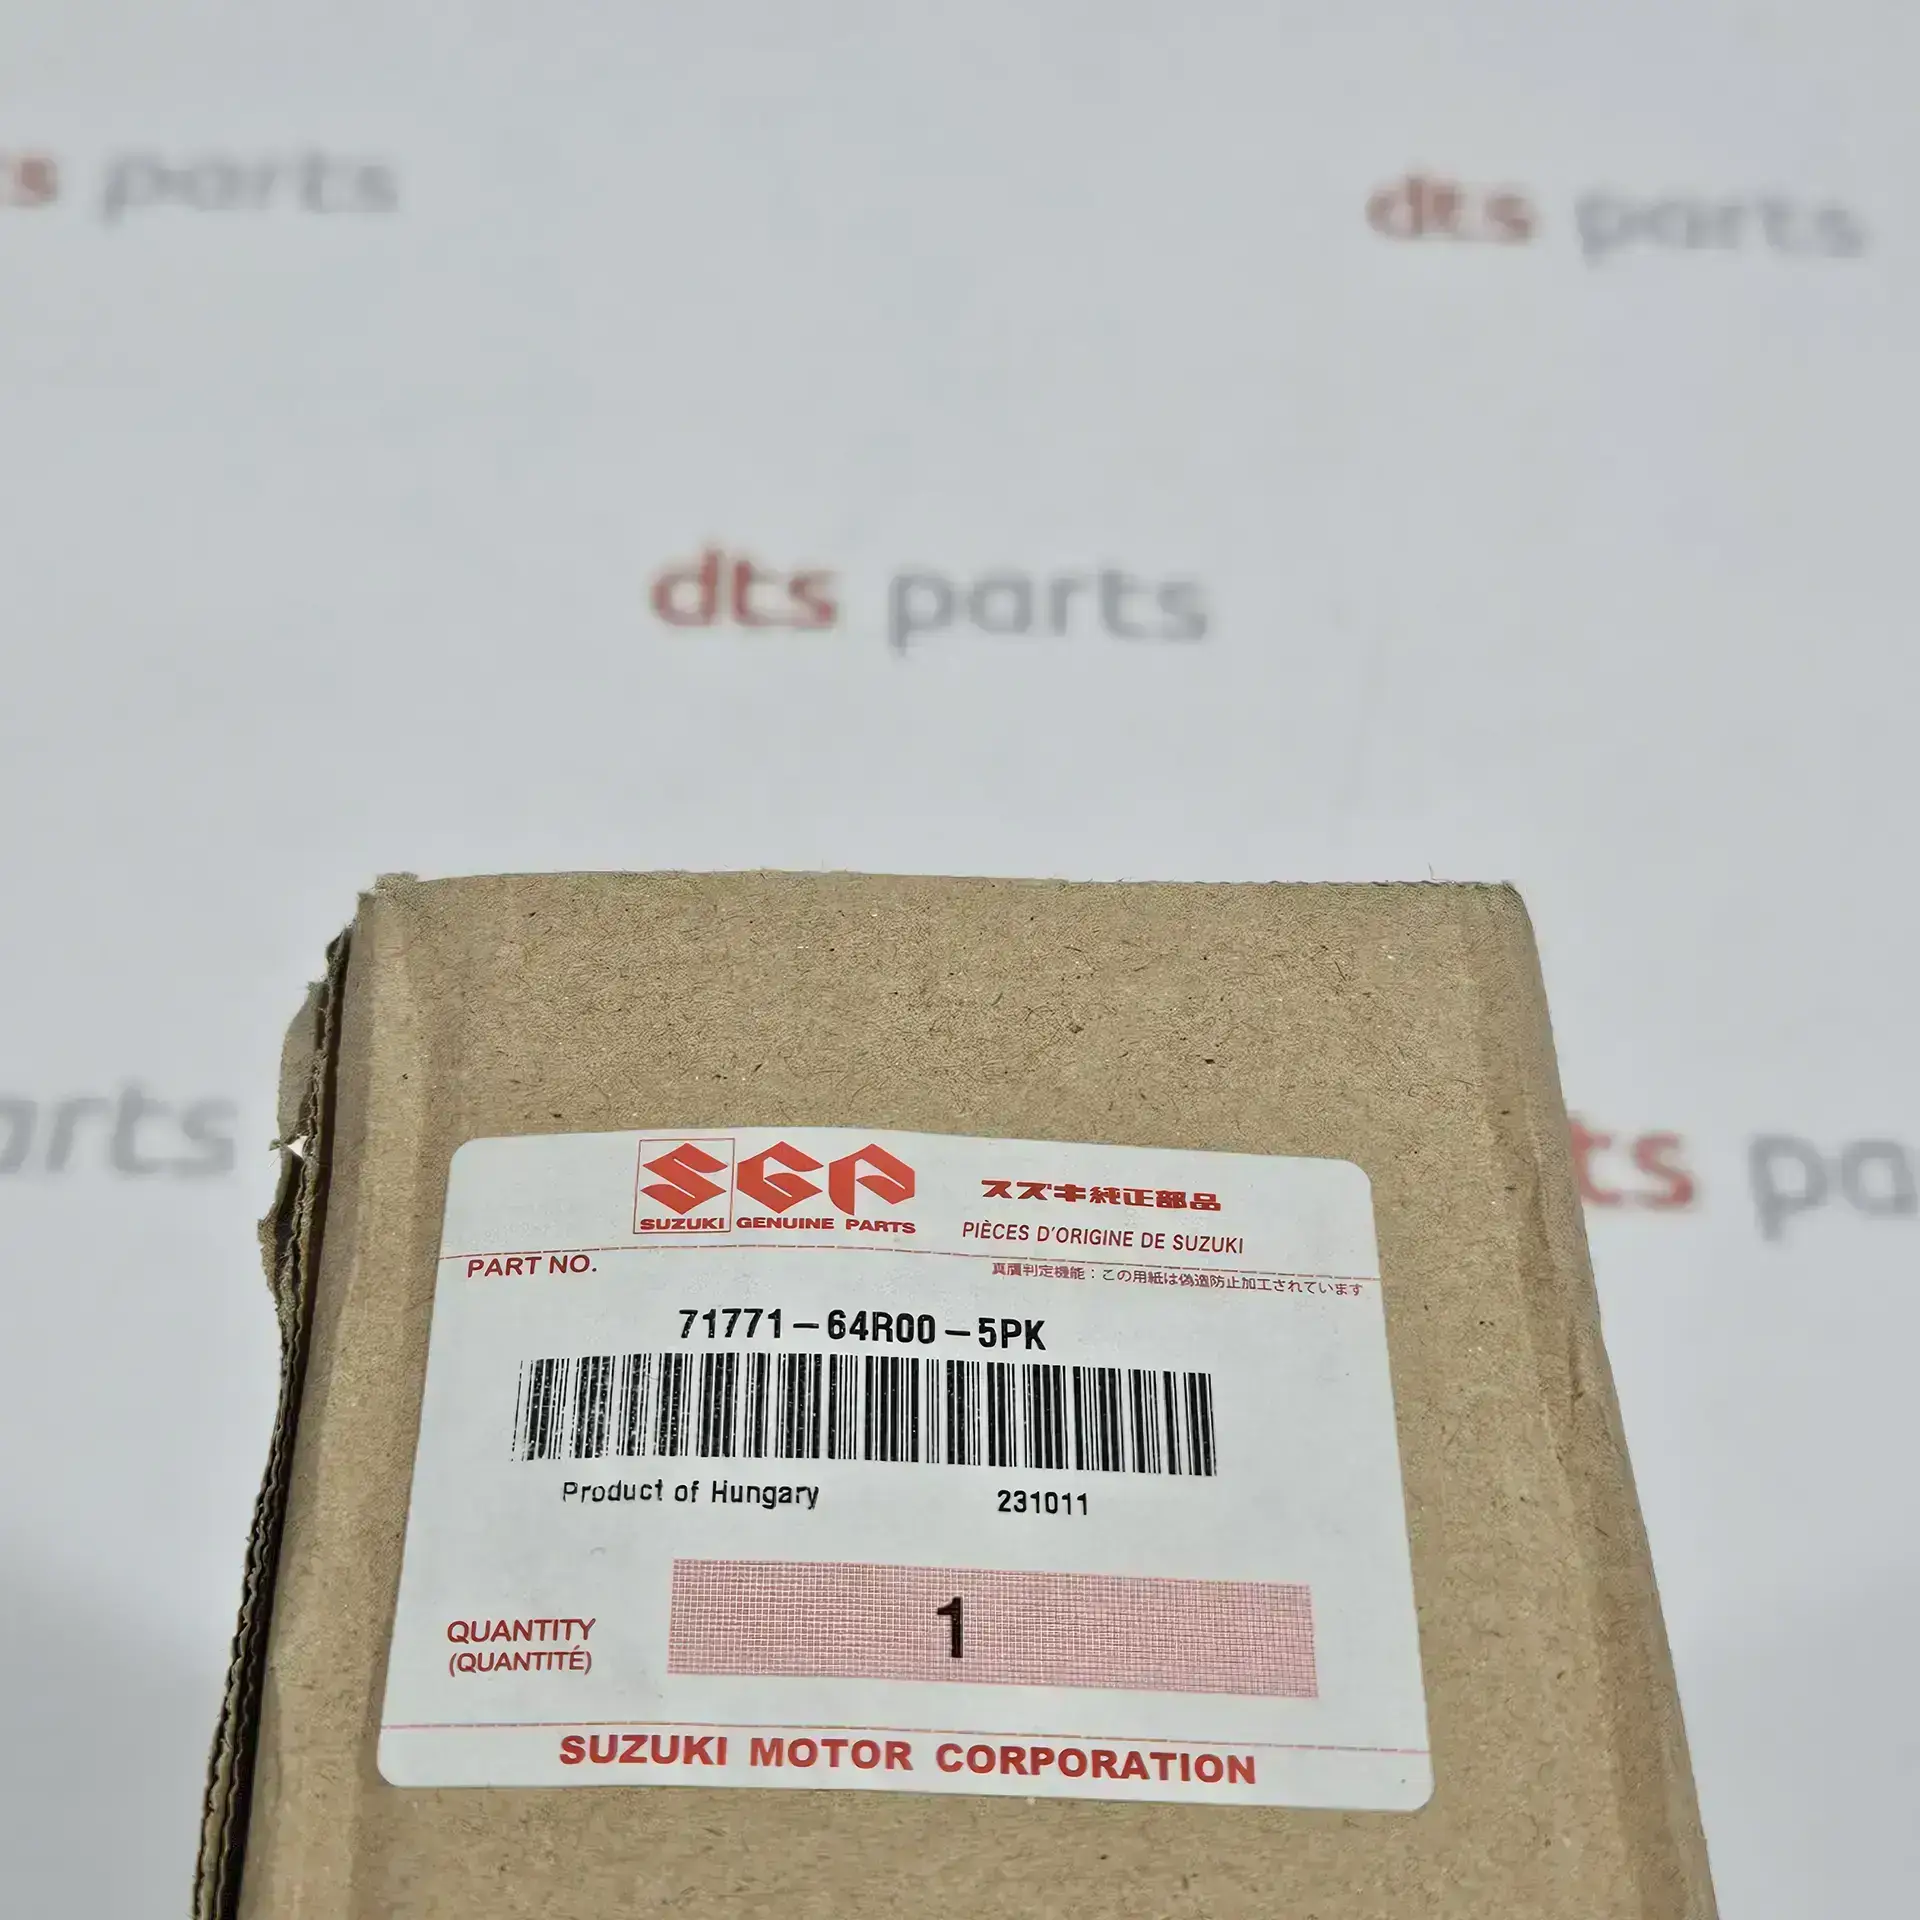 ts parts
dts parts
dts parts
arts
ts pa
SUZUKI GENUINE PARTS
スズキ純正部品
PIÈCES D'ORIGINE DE SUZUKI
PART NO.
真贋判定機能：この用紙は偽造防止加工されています
71771-64R00-5PK
Product of Hungary 231011
QUANTITY
(QUANTITÉ)
1
SUZUKI MOTOR CORPORATION